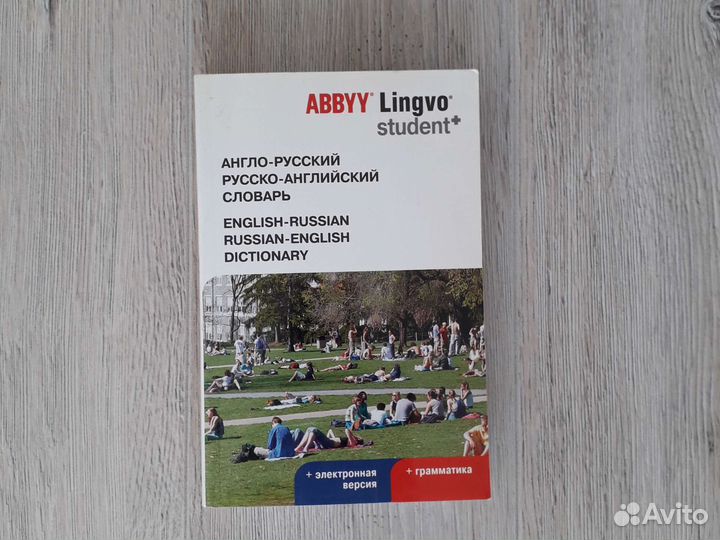 ABBYY® Lingvo®
student+
АНГЛО-РУССКИЙ
РУССКО-АНГЛИЙСКИЙ
СЛОВАРЬ
ENGLISH-RUSSIAN
RUSSIAN-ENGLISH
DICTIONARY
+ электронная
версия
+ грамматика
Avito